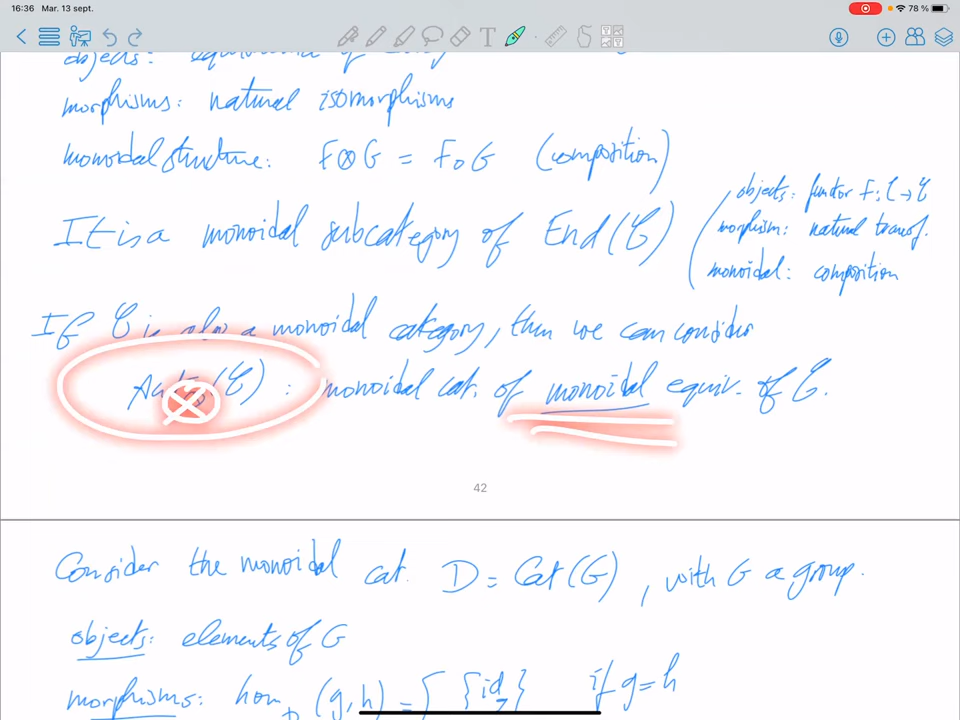 16:36 Mar. 13 sept. 78 %
objects:
morphisms: natural isomorphisms
monoidal structure: F⊗G = F∘G (composition)
It is a monoidal subcategory of End(C)
objects: functor F: C → C
morphism: natural transf.
monoidal: composition
If C is also a monoidal category, then we can consider
Aut⊗(C) : monoidal cat. of monoidal equiv. of C.
42
Consider the monoidal cat. D = Cat(G), with G a group.
objects: elements of G
morphisms: hom_D (g,h) = { {id_g} if g=h